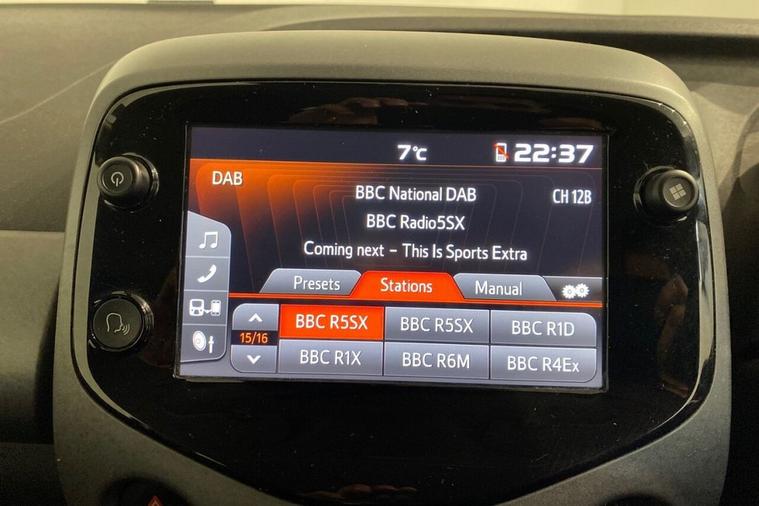 7°C 22:37
DAB
BBC National DAB CH 12B
BBC Radio5SX
Coming next - This Is Sports Extra
Presets Stations Manual
BBC R5SX BBC R5SX BBC R1D
15/16
BBC R1X BBC R6M BBC R4Ex